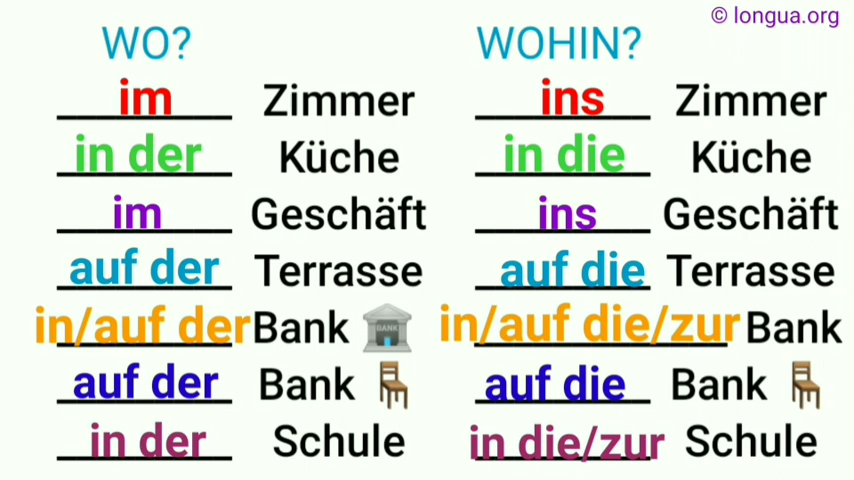 © longua.org
WO? WOHIN?
im Zimmer ins Zimmer
in der Küche in die Küche
im Geschäft ins Geschäft
auf der Terrasse auf die Terrasse
in/auf der Bank BANK in/auf die/zur Bank
auf der Bank auf die Bank
in der Schule in die/zur Schule